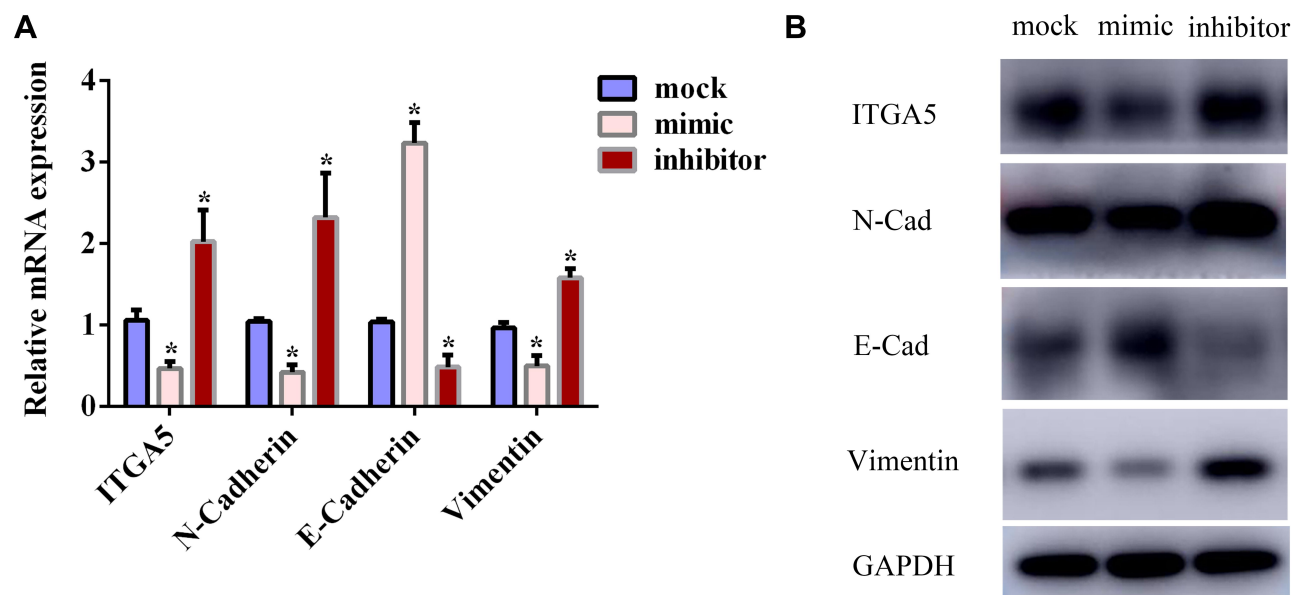 A
Relative mRNA expression
4
3
2
1
0
* * * * * * * *
ITGA5
N-Cadherin
E-Cadherin
Vimentin
mock
mimic
inhibitor
B
mock mimic inhibitor
ITGA5
N-Cad
E-Cad
Vimentin
GAPDH